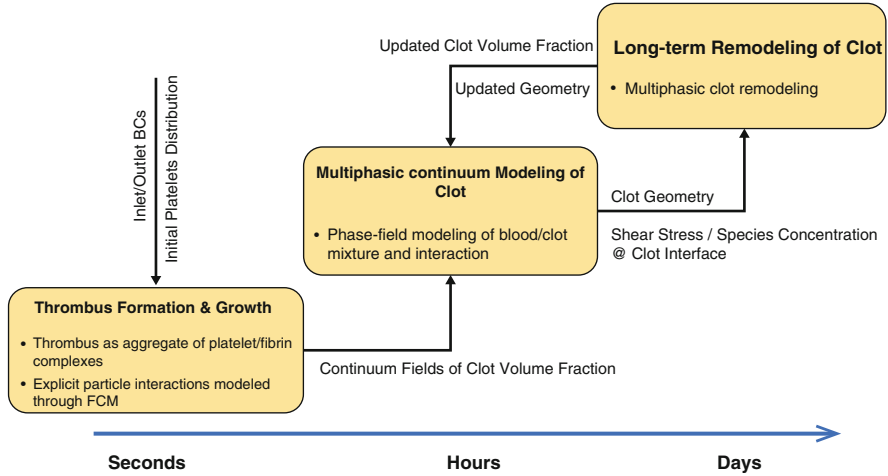 Updated Clot Volume Fraction
Updated Geometry
Long-term Remodeling of Clot
• Multiphasic clot remodeling
Inlet/Outlet BCs
Initial Platelets Distribution
Multiphasic continuum Modeling of
Clot
• Phase-field modeling of blood/clot
mixture and interaction
Clot Geometry
Shear Stress / Species Concentration
@ Clot Interface
Thrombus Formation & Growth
• Thrombus as aggregate of platelet/fibrin
complexes
• Explicit particle interactions modeled
through FCM
Continuum Fields of Clot Volume Fraction
Seconds
Hours
Days